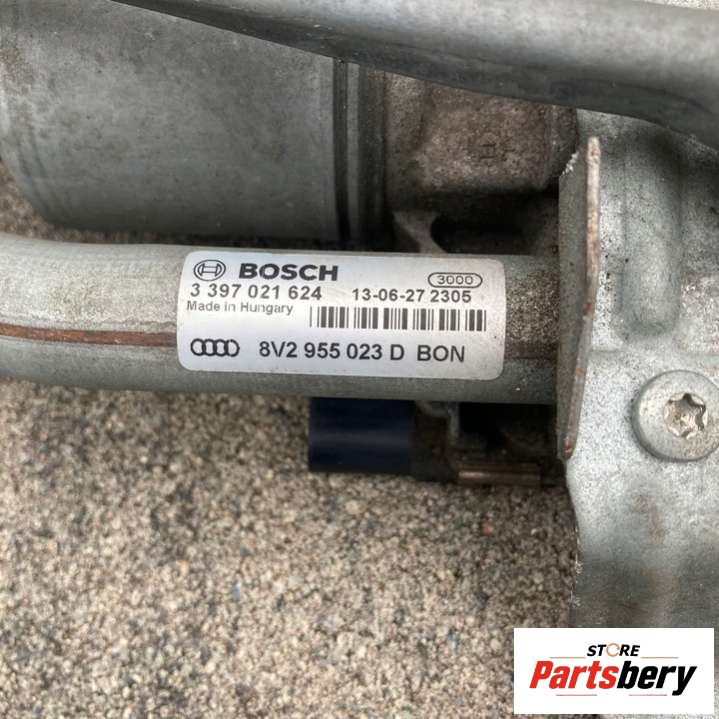 BOSCH 3000
3 397 021 624 13-06-27 2305
Made in Hungary
8V2 955 023 D BON
STORE
Partsbery